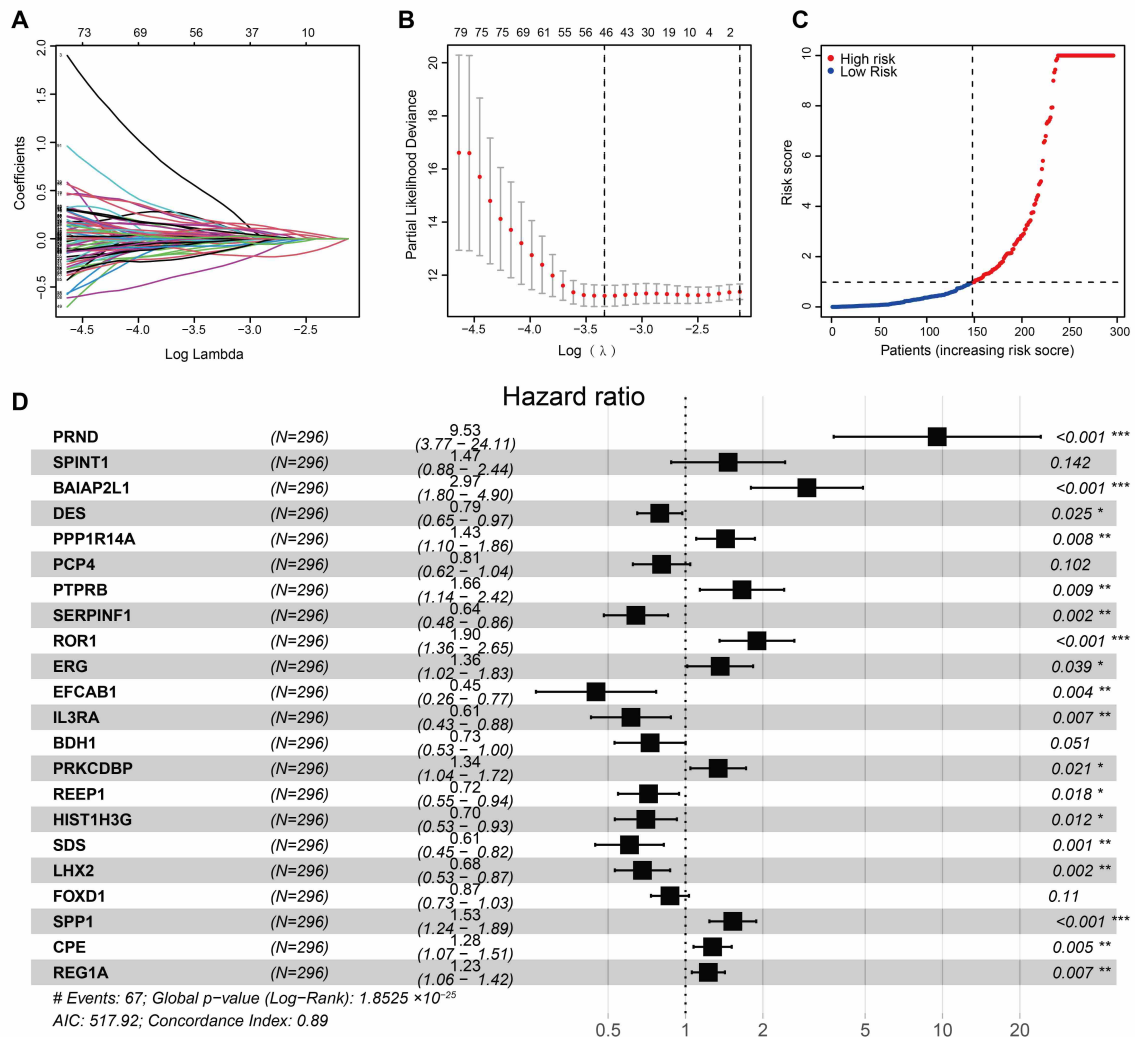 A
73 69 56 37 10
2.0
1.5
1.0
0.5
0.0
−0.5
Coefficients
−4.5 −4.0 −3.5 −3.0 −2.5
Log Lambda
B
79 75 75 69 61 55 56 46 43 30 19 10 4 2
20
18
16
14
12
Partial Likelihood Deviance
−4.5 −4.0 −3.5 −3.0 −2.5
Log （ λ ）
C
High risk
Low Risk
10
8
6
4
2
0
Risk score
0 50 100 150 200 250 300
Patients (increasing risk socre)
D
Hazard ratio
PRND (N=296) 9.53 (3.77 − 24.11) <0.001 ***
SPINT1 (N=296) 1.47 (0.88 − 2.44) 0.142
BAIAP2L1 (N=296) 2.97 (1.80 − 4.90) <0.001 ***
DES (N=296) 0.79 (0.65 − 0.97) 0.025 *
PPP1R14A (N=296) 1.43 (1.10 − 1.86) 0.008 **
PCP4 (N=296) 0.81 (0.62 − 1.04) 0.102
PTPRB (N=296) 1.66 (1.14 − 2.42) 0.009 **
SERPINF1 (N=296) 0.64 (0.48 − 0.86) 0.002 **
ROR1 (N=296) 1.90 (1.36 − 2.65) <0.001 ***
ERG (N=296) 1.36 (1.02 − 1.83) 0.039 *
EFCAB1 (N=296) 0.45 (0.26 − 0.77) 0.004 **
IL3RA (N=296) 0.61 (0.43 − 0.88) 0.007 **
BDH1 (N=296) 0.73 (0.53 − 1.00) 0.051
PRKCDBP (N=296) 1.34 (1.04 − 1.72) 0.021 *
REEP1 (N=296) 0.72 (0.55 − 0.94) 0.018 *
HIST1H3G (N=296) 0.70 (0.53 − 0.93) 0.012 *
SDS (N=296) 0.61 (0.45 − 0.82) 0.001 **
LHX2 (N=296) 0.68 (0.53 − 0.87) 0.002 **
FOXD1 (N=296) 0.87 (0.73 − 1.03) 0.11
SPP1 (N=296) 1.53 (1.24 − 1.89) <0.001 ***
CPE (N=296) 1.28 (1.07 − 1.51) 0.005 **
REG1A (N=296) 1.23 (1.06 − 1.42) 0.007 **
# Events: 67; Global p−value (Log−Rank): 1.8525 ×10⁻²⁵
AIC: 517.92; Concordance Index: 0.89
0.5 1 2 5 10 20